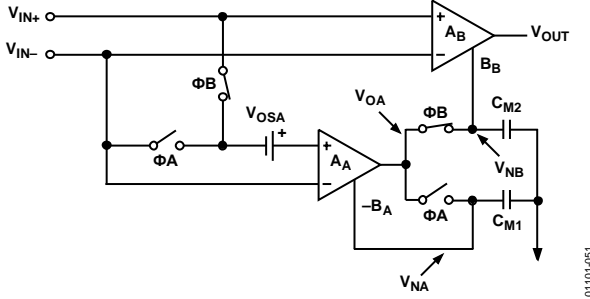 VIN+
AB
VOUT
VIN–
BB
ΦB
VOSA
VOA
ΦB
CM2
+
–
+
+
–
AA
ΦA
VNB
–BA
ΦA
CM1
VNA
01101-051